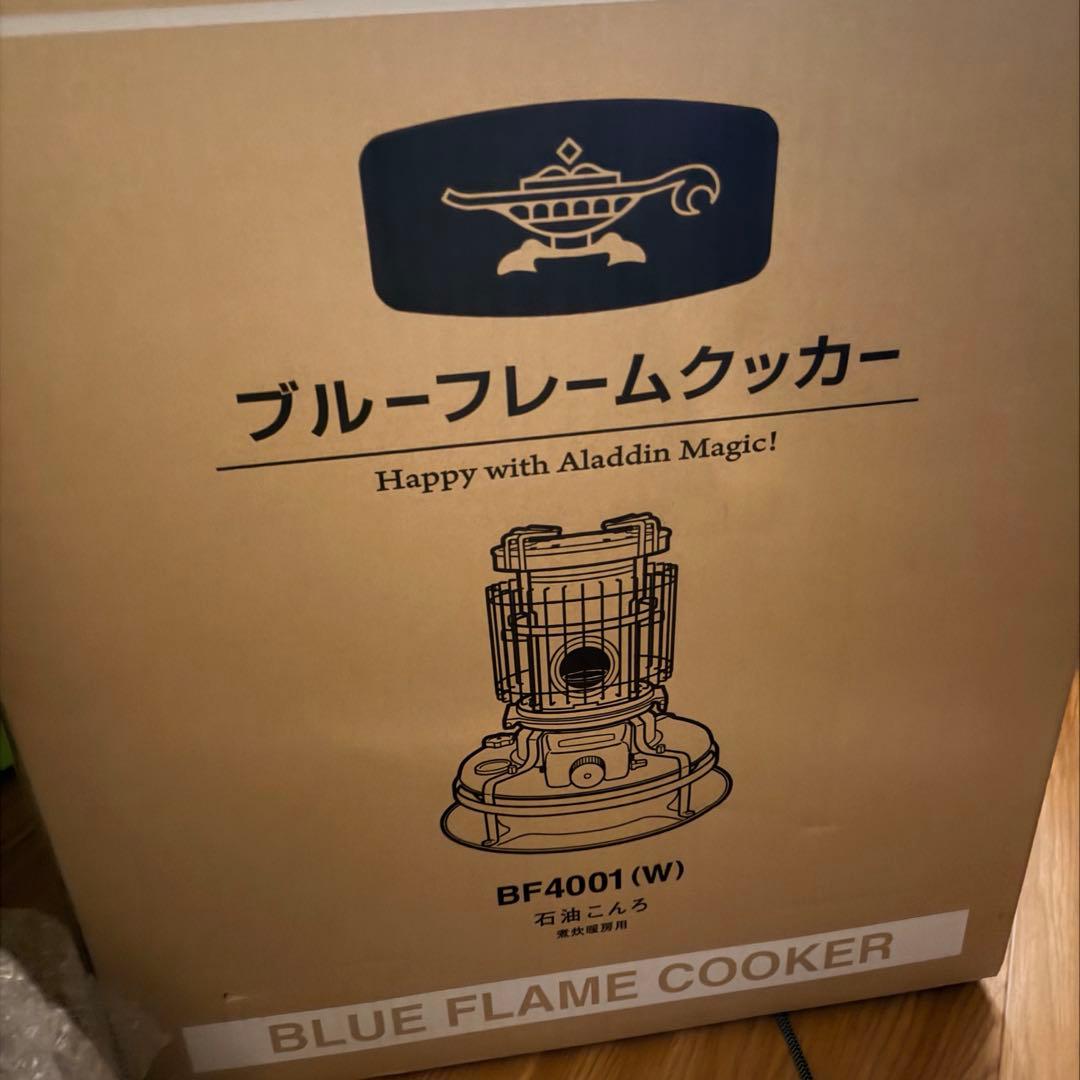 ブルーフレームクッカー
Happy with Aladdin Magic!
BF4001(W)
石油こんろ
煮炊暖房用
BLUE FLAME COOKER